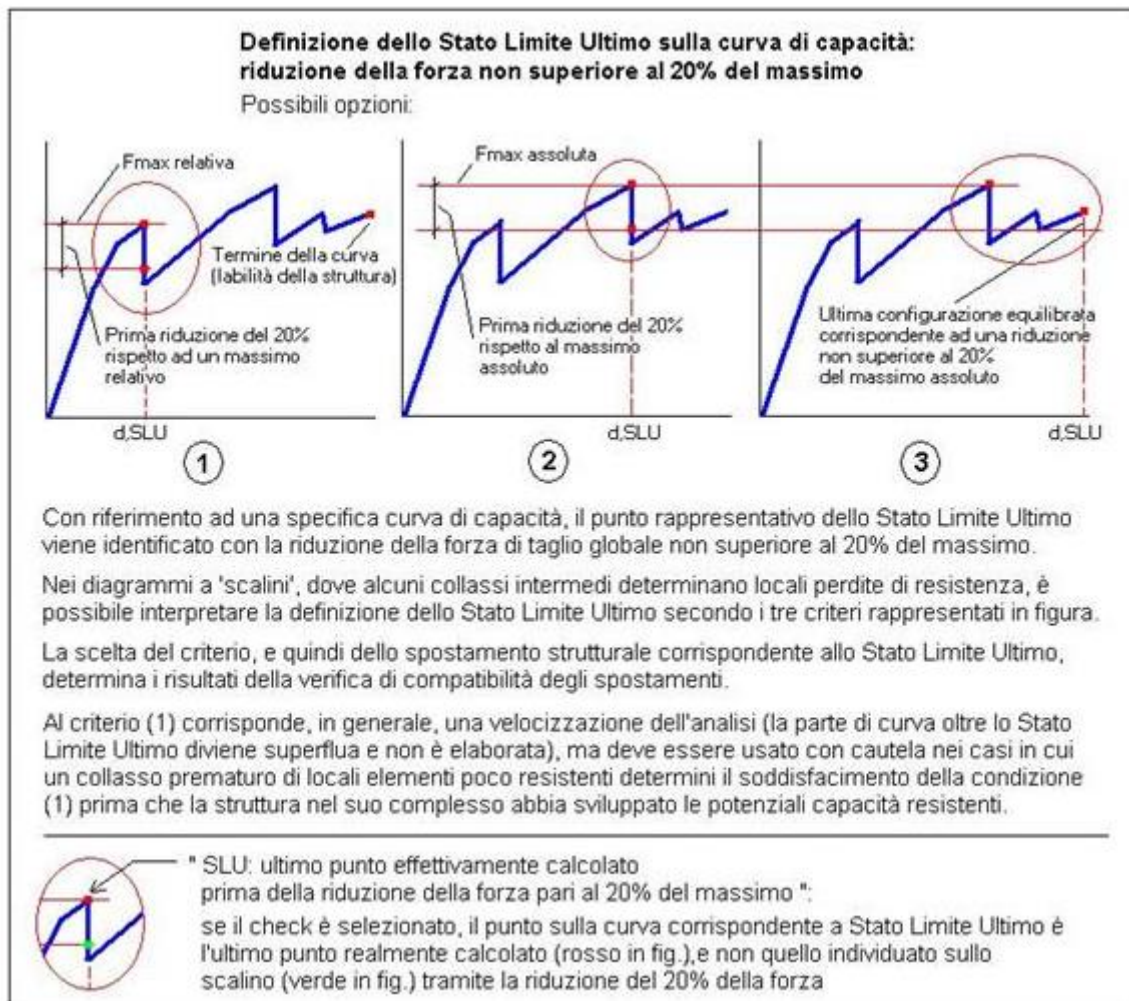 Definizione dello Stato Limite Ultimo sulla curva di capacità:
riduzione della forza non superiore al 20% del massimo
Possibili opzioni:
Fmax relativa
Termine della curva
(labilità della struttura)
Prima riduzione del 20%
rispetto ad un massimo
relativo
d,SLU
1
Fmax assoluta
Prima riduzione del 20%
rispetto al massimo
assoluto
d,SLU
2
Ultima configurazione equilibrata
corrispondente ad una riduzione
non superiore al 20%
del massimo assoluto
d,SLU
3
Con riferimento ad una specifica curva di capacità, il punto rappresentativo dello Stato Limite Ultimo
viene identificato con la riduzione della forza di taglio globale non superiore al 20% del massimo.
Nei diagrammi a 'scalini', dove alcuni collassi intermedi determinano locali perdite di resistenza, è
possibile interpretare la definizione dello Stato Limite Ultimo secondo i tre criteri rappresentati in figura.
La scelta del criterio, e quindi dello spostamento strutturale corrispondente allo Stato Limite Ultimo,
determina i risultati della verifica di compatibilità degli spostamenti.
Al criterio (1) corrisponde, in generale, una velocizzazione dell'analisi (la parte di curva oltre lo Stato
Limite Ultimo diviene superflua e non è elaborata), ma deve essere usato con cautela nei casi in cui
un collasso prematuro di locali elementi poco resistenti determini il soddisfacimento della condizione
(1) prima che la struttura nel suo complesso abbia sviluppato le potenziali capacità resistenti.
" SLU: ultimo punto effettivamente calcolato
prima della riduzione della forza pari al 20% del massimo ":
se il check è selezionato, il punto sulla curva corrispondente a Stato Limite Ultimo è
l'ultimo punto realmente calcolato (rosso in fig.),e non quello individuato sullo
scalino (verde in fig.) tramite la riduzione del 20% della forza